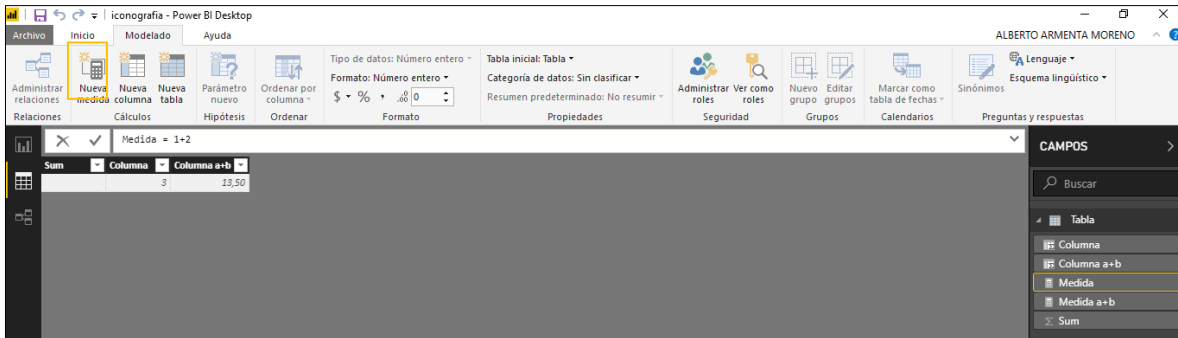 iconografia - Power BI Desktop
Archivo Inicio Modelado Ayuda ALBERTO ARMENTA MORENO
Administrar relaciones
Relaciones
Nueva medida
Nueva columna
Nueva tabla
Cálculos
Parámetro nuevo
Hipótesis
Ordenar por columna
Ordenar
Tipo de datos: Número entero
Formato: Número entero
$ % , .00 0
Formato
Tabla inicial: Tabla
Categoría de datos: Sin clasificar
Resumen predeterminado: No resumir
Propiedades
Administrar roles
Ver como roles
Seguridad
Nuevo grupo
Editar grupos
Grupos
Marcar como tabla de fechas
Calendarios
Sinónimos
Lenguaje
Esquema lingüístico
Preguntas y respuestas
Medida = 1+2
Sum Columna Columna a+b
3 13,50
CAMPOS
Buscar
Tabla
Columna
Columna a+b
Medida
Medida a+b
Σ Sum